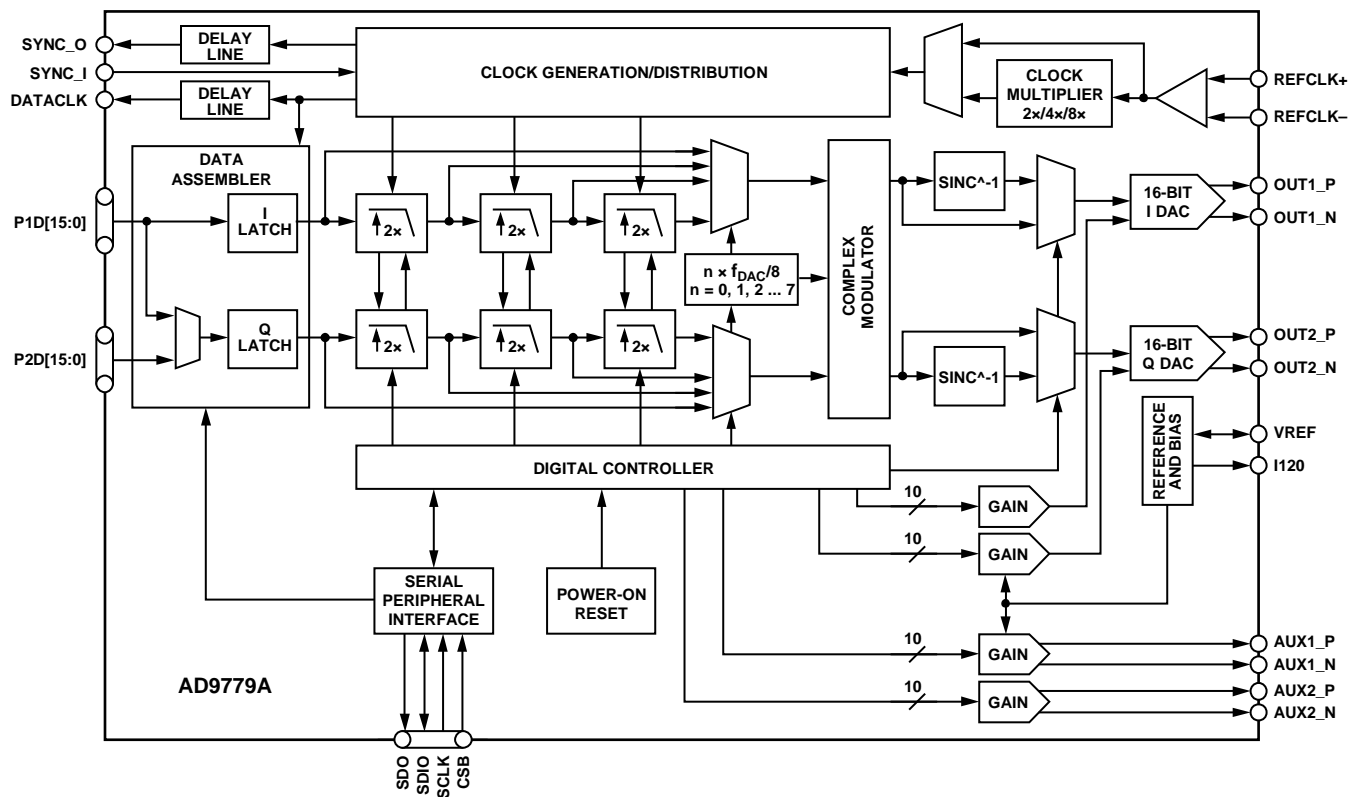 SYNC_O
DELAY
LINE
SYNC_I
CLOCK GENERATION/DISTRIBUTION
DATACLK
DELAY
LINE
CLOCK
MULTIPLIER
2×/4×/8×
REFCLK+
REFCLK–
DATA
ASSEMBLER
P1D[15:0]
I
LATCH
2×
2×
2×
P2D[15:0]
Q
LATCH
2×
2×
2×
n × fDAC/8
n = 0, 1, 2 ... 7
COMPLEX
MODULATOR
SINC^-1
SINC^-1
16-BIT
I DAC
OUT1_P
OUT1_N
16-BIT
Q DAC
OUT2_P
OUT2_N
REFERENCE
AND BIAS
VREF
I120
DIGITAL CONTROLLER
10
GAIN
10
GAIN
SERIAL
PERIPHERAL
INTERFACE
POWER-ON
RESET
10
GAIN
AUX1_P
AUX1_N
10
GAIN
AUX2_P
AUX2_N
AD9779A
SDO
SDIO
SCLK
CSB